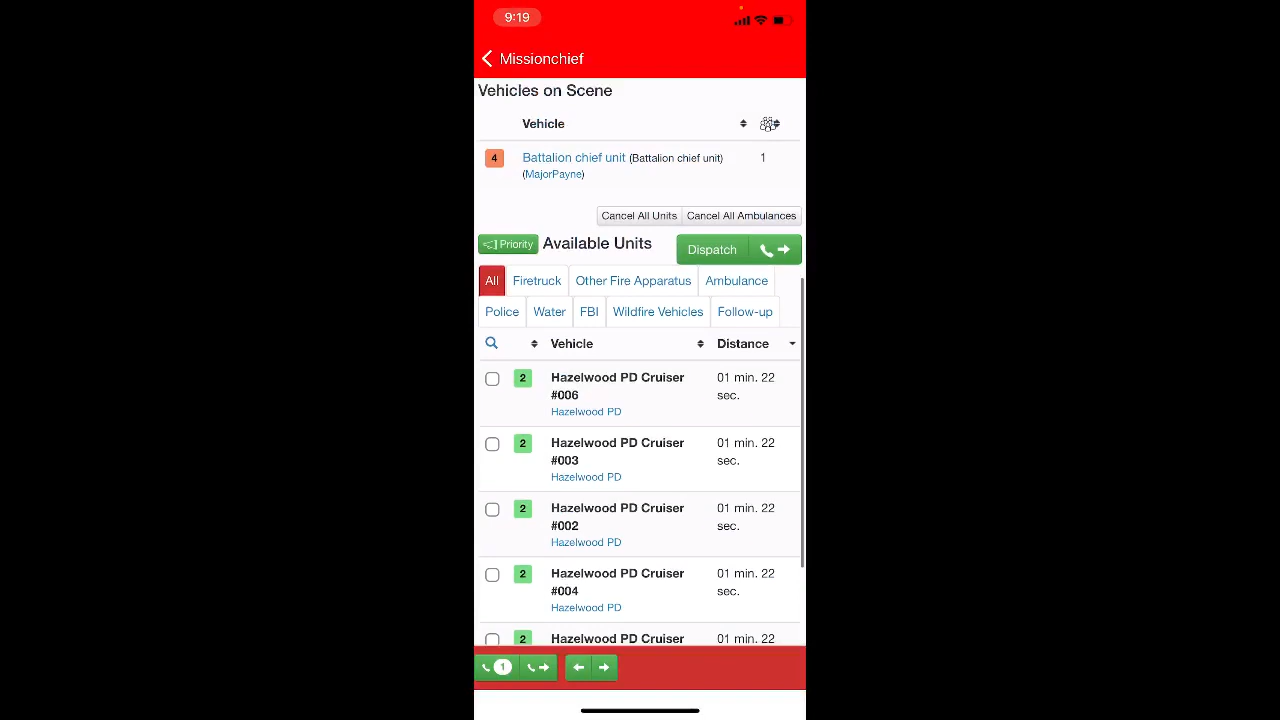 9:19
Missionchief
Vehicles on Scene
Vehicle
4 Battalion chief unit (Battalion chief unit) 1
(MajorPayne)
Cancel All Units Cancel All Ambulances
Priority Available Units Dispatch
All Firetruck Other Fire Apparatus Ambulance
Police Water FBI Wildfire Vehicles Follow-up
Vehicle Distance
2 Hazelwood PD Cruiser 01 min. 22
#006 sec.
Hazelwood PD
2 Hazelwood PD Cruiser 01 min. 22
#003 sec.
Hazelwood PD
2 Hazelwood PD Cruiser 01 min. 22
#002 sec.
Hazelwood PD
2 Hazelwood PD Cruiser 01 min. 22
#004 sec.
Hazelwood PD
2 Hazelwood PD Cruiser 01 min. 22
1